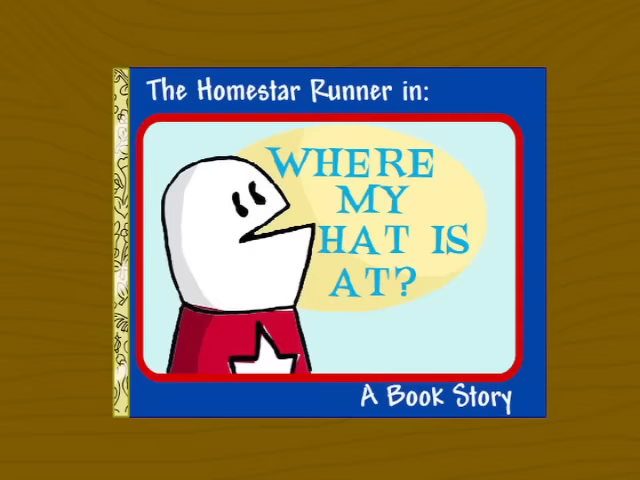 The Homestar Runner in:
WHERE
MY
HAT IS
AT?
A Book Story